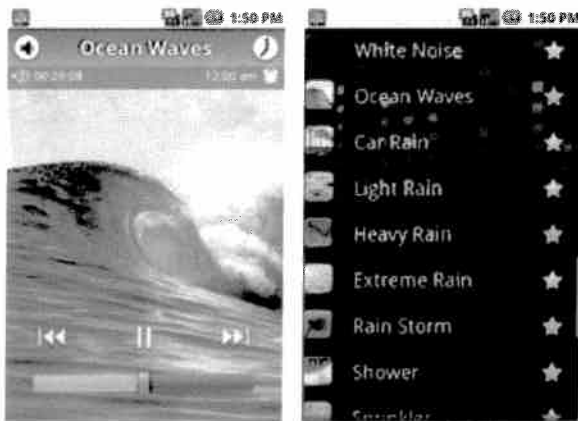 1:50 PM
Ocean Waves
00:29:08
12:00 am
1:50 PM
White Noise
Ocean Waves
Car Rain
Light Rain
Heavy Rain
Extreme Rain
Rain Storm
Shower
Sprinkler